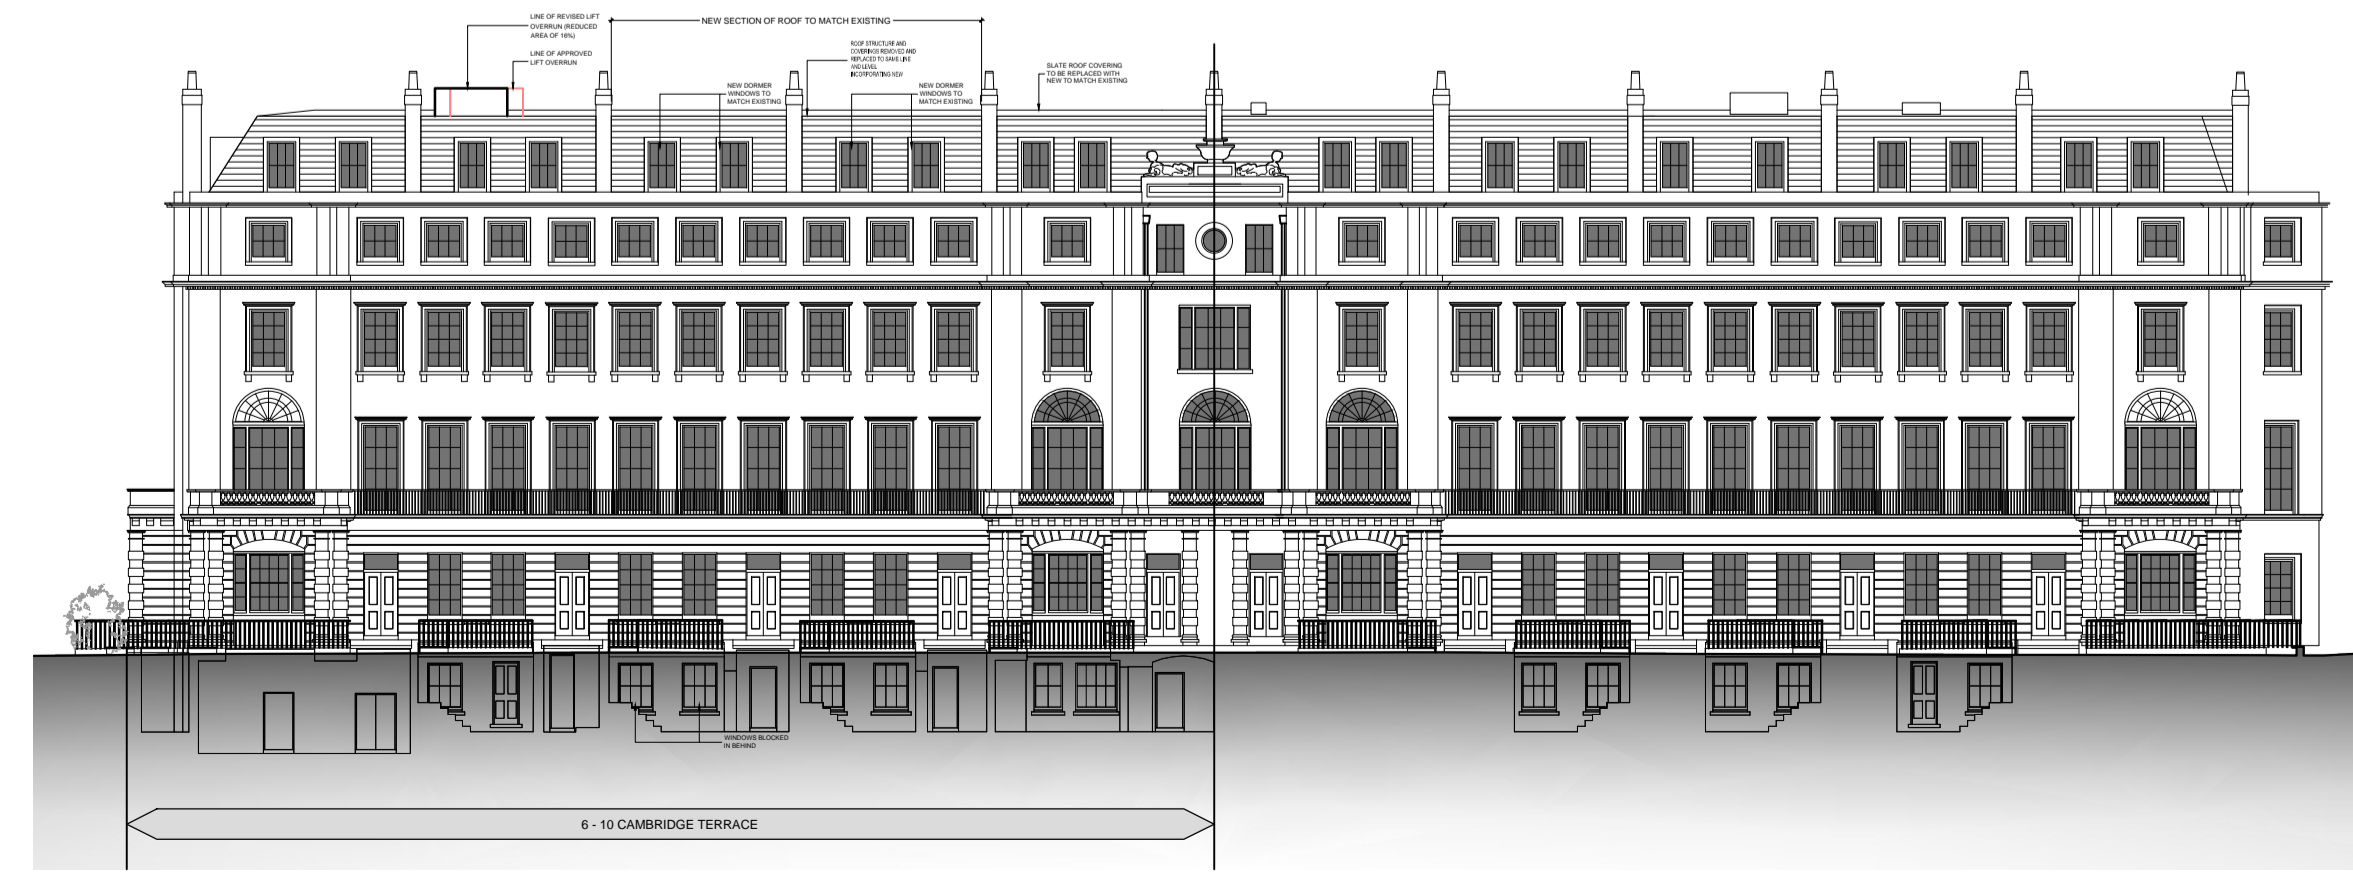 LINE OF REVISED LIFT
OVERRUN (REDUCED
AREA OF 16%)
LINE OF APPROVED
LIFT OVERRUN
NEW SECTION OF ROOF TO MATCH EXISTING
NEW DORMER
WINDOWS TO
MATCH EXISTING
ROOF STRUCTURE AND
COVERINGS REMOVED AND
REPLACED TO SAME LINE
AND LEVEL
INCORPORATING NEW
NEW DORMER
WINDOWS TO
MATCH EXISTING
SLATE ROOF COVERING
TO BE REPLACED WITH
NEW TO MATCH EXISTING
WINDOWS BLOCKED
IN BEHIND
6 - 10 CAMBRIDGE TERRACE